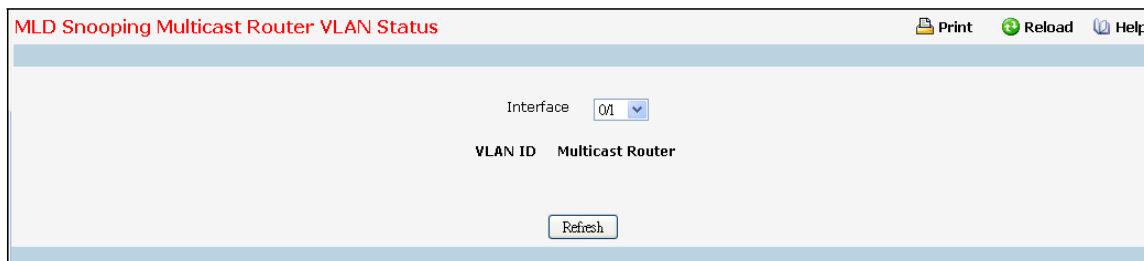 MLD Snooping Multicast Router VLAN Status Print Reload Help
Interface 0/1
VLAN ID Multicast Router
Refresh